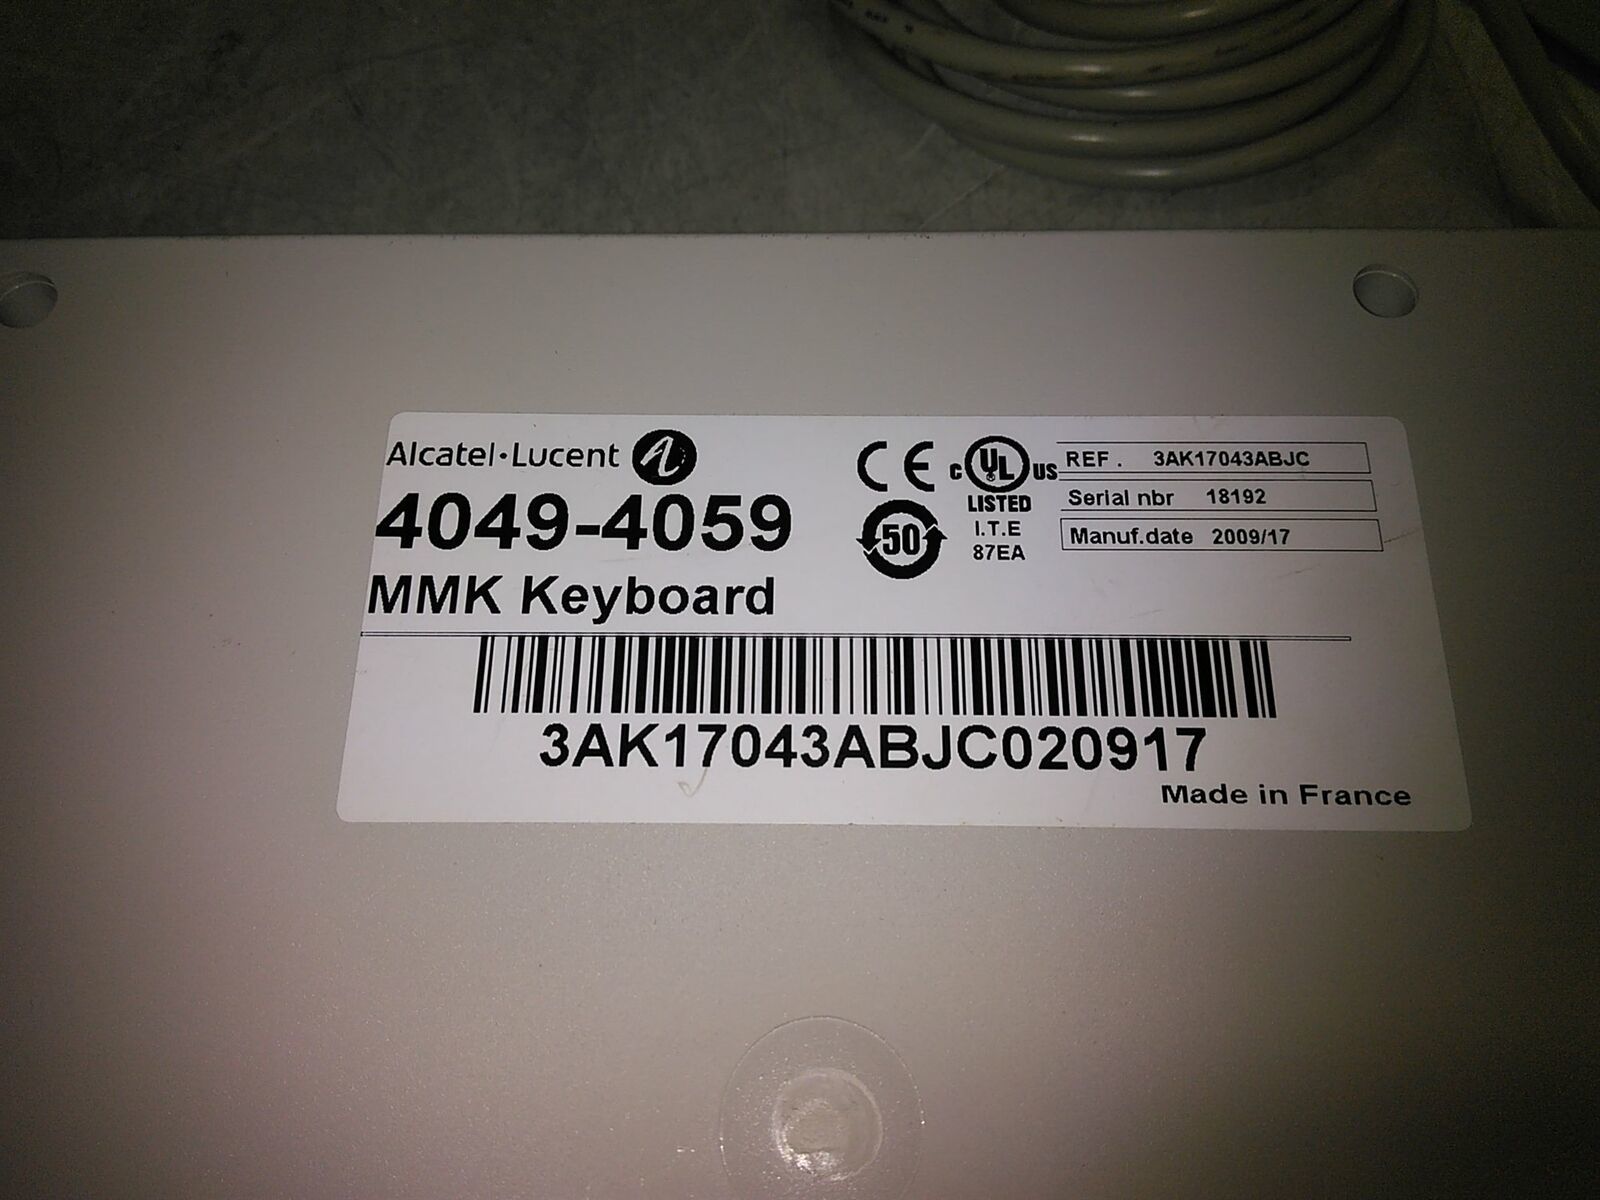 Alcatel·Lucent
4049-4059
MMK Keyboard
CE
c UL US
LISTED
I.T.E
87EA
50
REF. 3AK17043ABJC
Serial nbr 18192
Manuf.date 2009/17
3AK17043ABJC020917
Made in France